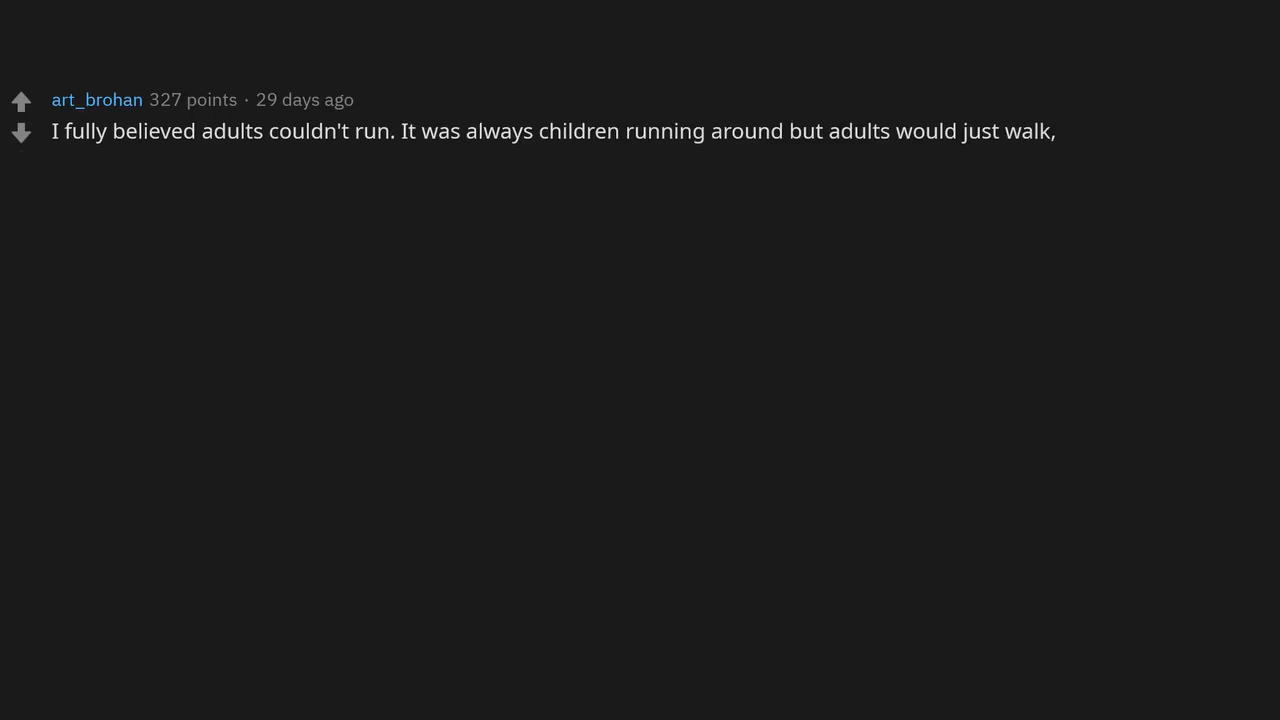 art_brohan 327 points · 29 days ago
I fully believed adults couldn't run. It was always children running around but adults would just walk,